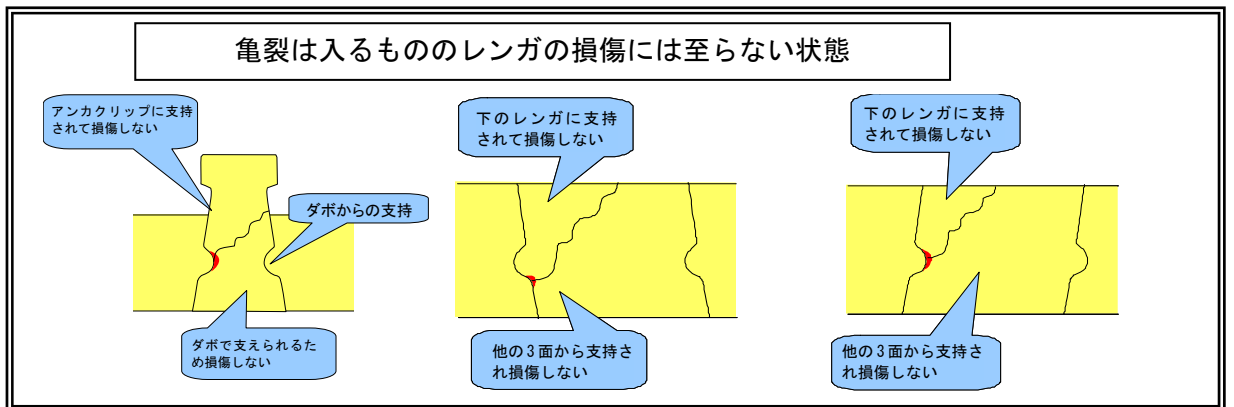 亀裂は入るもののレンガの損傷には至らない状態
アンカクリップに支持
されて損傷しない
ダボからの支持
ダボで支えられるた
め損傷しない
下のレンガに支持
されて損傷しない
他の3面から支持さ
れ損傷しない
下のレンガに支持
されて損傷しない
他の3面から支持さ
れ損傷しない